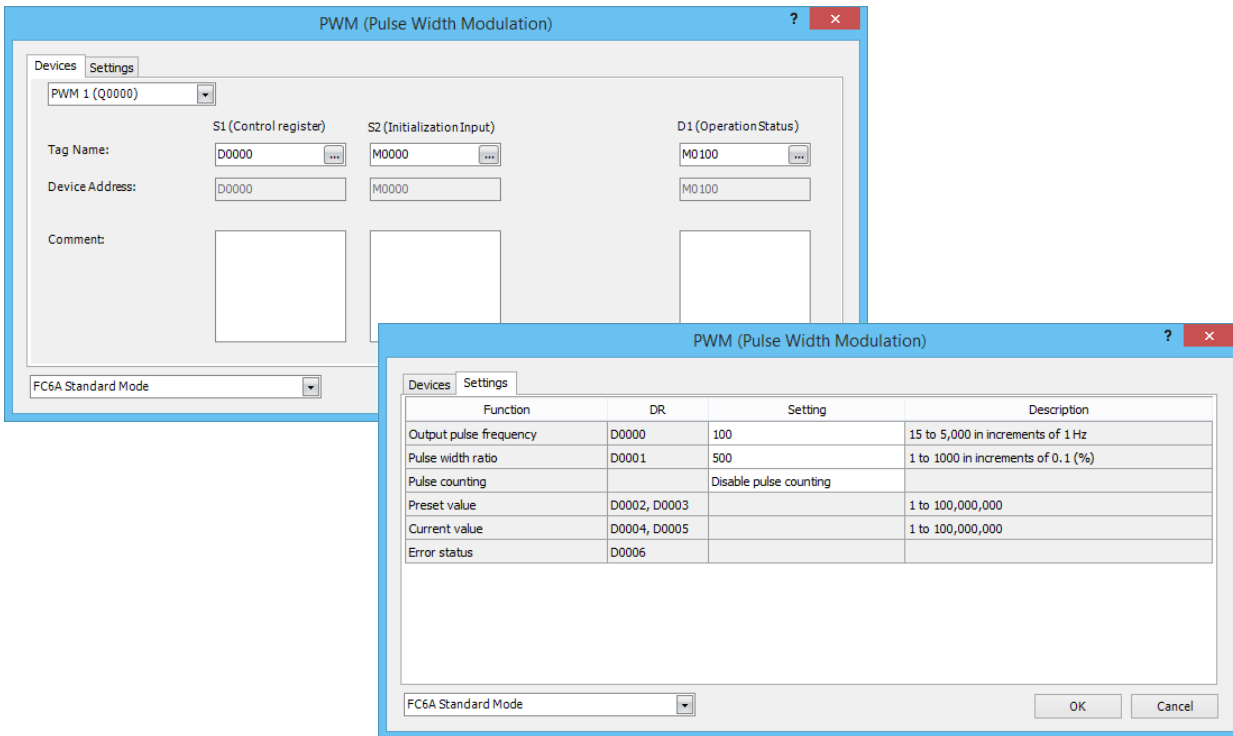 PWM (Pulse Width Modulation)
? ×
Devices Settings
PWM 1 (Q0000)
S1 (Control register) S2 (Initialization Input) D1 (Operation Status)
Tag Name: D0000 ... M0000 ... M0100 ...
Device Address: D0000 M0000 M0100
Comment:
FC6A Standard Mode
PWM (Pulse Width Modulation)
? ×
Devices Settings
Function DR Setting Description
Output pulse frequency D0000 100 15 to 5,000 in increments of 1 Hz
Pulse width ratio D0001 500 1 to 1000 in increments of 0.1 (%)
Pulse counting Disable pulse counting
Preset value D0002, D0003 1 to 100,000,000
Current value D0004, D0005 1 to 100,000,000
Error status D0006
FC6A Standard Mode OK Cancel